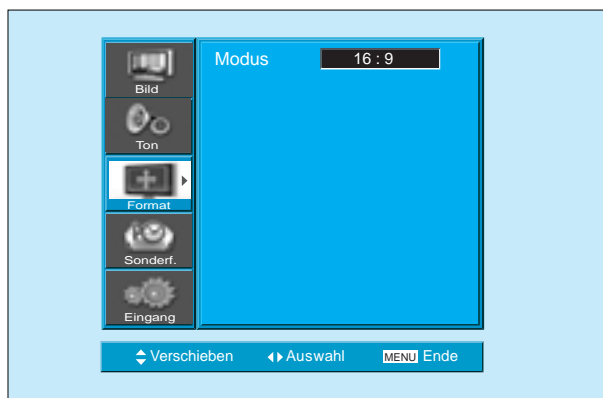 Modus 16 : 9
Bild
Ton
Format
Sonderf.
Eingang
Verschieben Auswahl MENU Ende